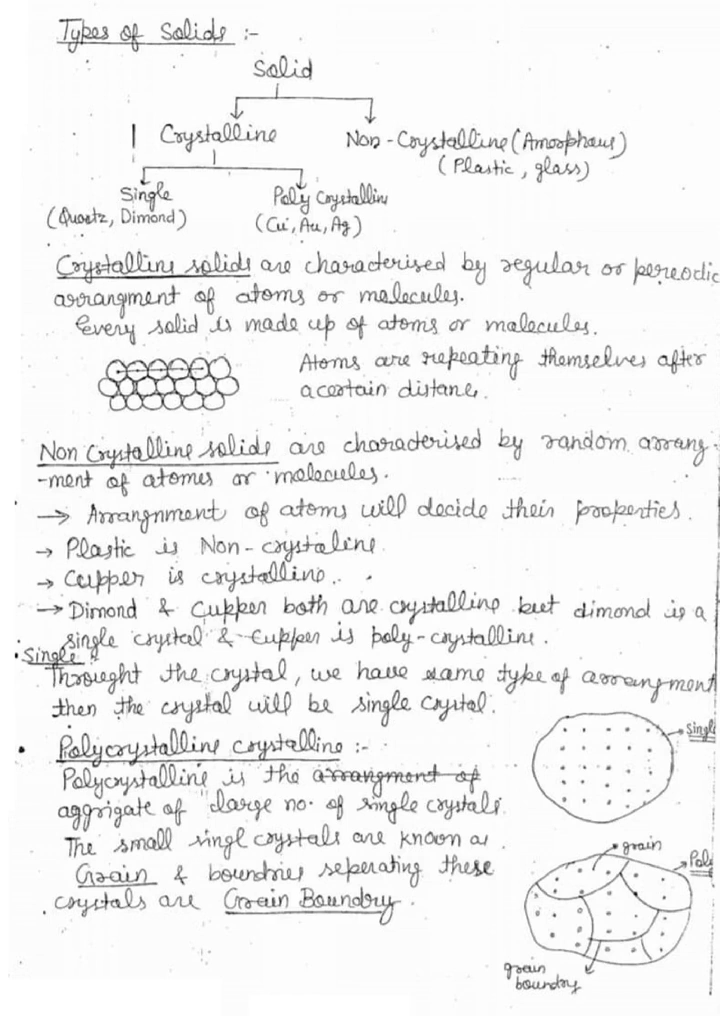 Types of Solids :-
Solid
Crystalline
Non-Crystalline (Amorphous)
(Plastic, glass)
Single
Poly Crystallin
(Quartz, Dimond)
(Cu, Au, Ag)
Crystalline solids are characterised by regular or pereodic
arrangment of atoms or molecules.
Every solid is made up of atoms or molecules.
Atoms are repeating themselves after
a certain distane.
Non Crystalline solids are characterised by random arrang-
-ment of atomes or molecules.
→ Arrangnment of atoms will decide their properties.
→ Plastic is Non-crystaline.
→ Cupper is crystalline.
→ Dimond & Cupper both are crystalline but dimond is a
single crystal & Cupper is poly-crystalline.
• Single :
Throught the crystal, we have same type of arrangment
then the crystal will be single crystal.
Single
• Polycrystalline crystalline :-
Polycrystalline is the arrangment of
aggrigate of large no. of single crystals.
The small singl crystals are known as
Grain & boundries seperating these
crystals are Grain Boundry.
grain
Poly
grain
boundry